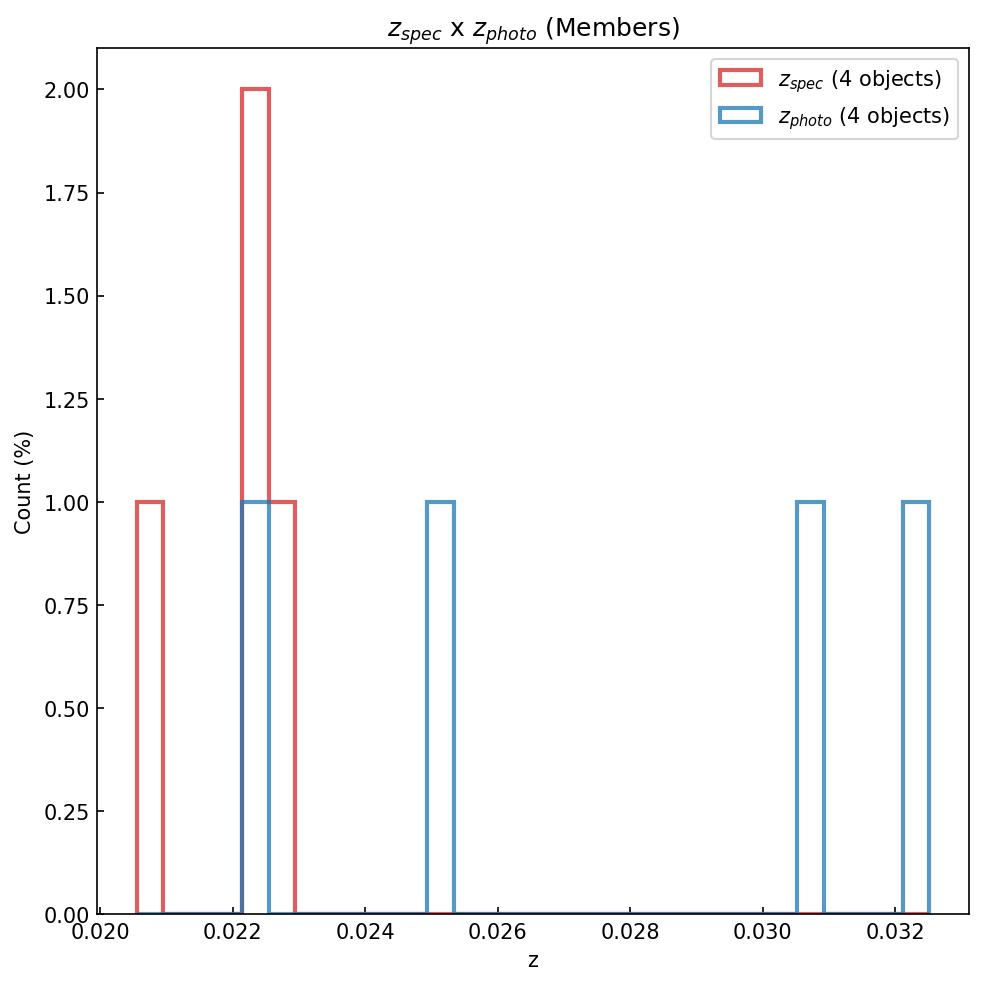 z_spec x z_photo (Members)
z_spec (4 objects)
z_photo (4 objects)
Count (%)
2.00
1.75
1.50
1.25
1.00
0.75
0.50
0.25
0.00
0.020 0.022 0.024 0.026 0.028 0.030 0.032
z